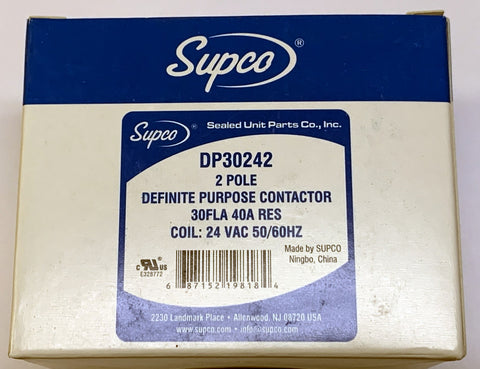 Supco®
Supco® Sealed Unit Parts Co., Inc.
DP30242
2 POLE
DEFINITE PURPOSE CONTACTOR
30FLA 40A RES
COIL: 24 VAC 50/60HZ
Made by SUPCO
Ningbo, China
C RU US
E328772
6 87152 19818 4
2230 Landmark Place • Allenwood, NJ 08720 USA
www.supco.com • info@supco.com